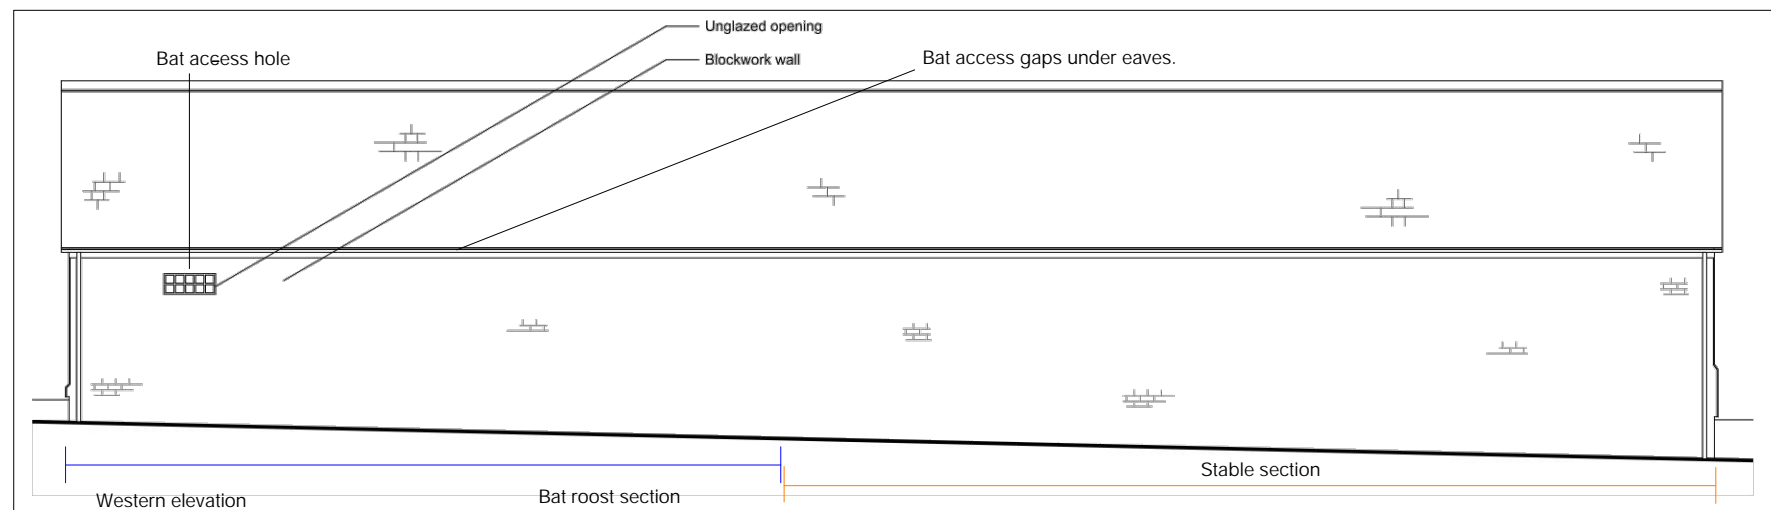 Unglazed opening
Bat access hole
Blockwork wall
Bat access gaps under eaves.
Stable section
Western elevation
Bat roost section